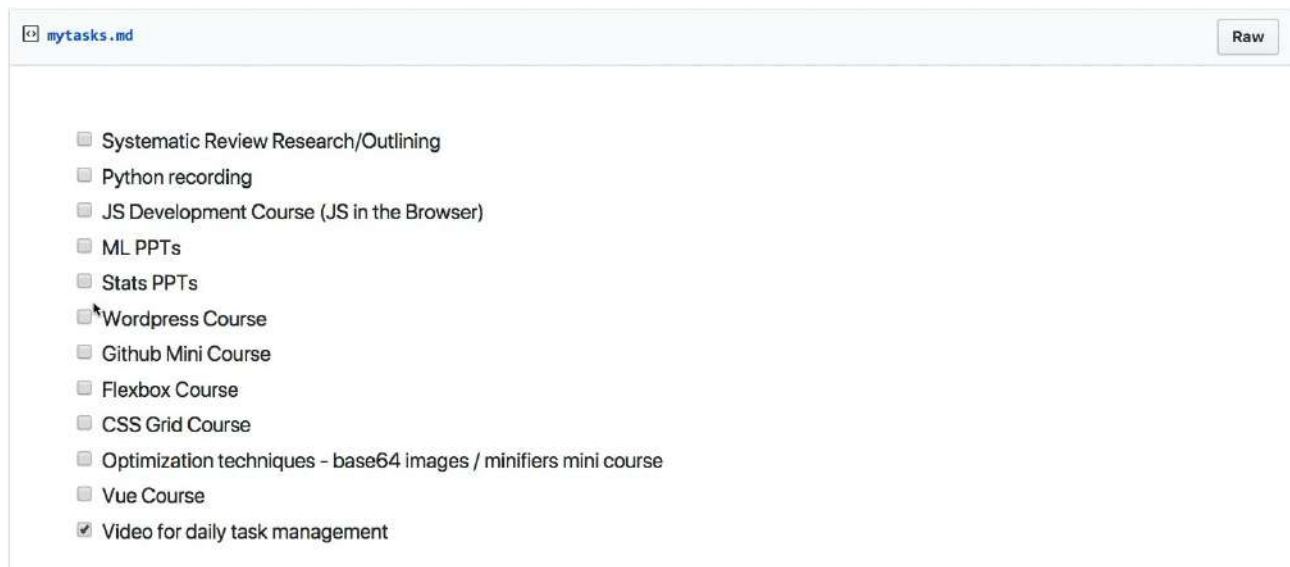 mytasks.md
Raw
Systematic Review Research/Outlining
Python recording
JS Development Course (JS in the Browser)
ML PPTs
Stats PPTs
Wordpress Course
Github Mini Course
Flexbox Course
CSS Grid Course
Optimization techniques - base64 images / minifiers mini course
Vue Course
Video for daily task management